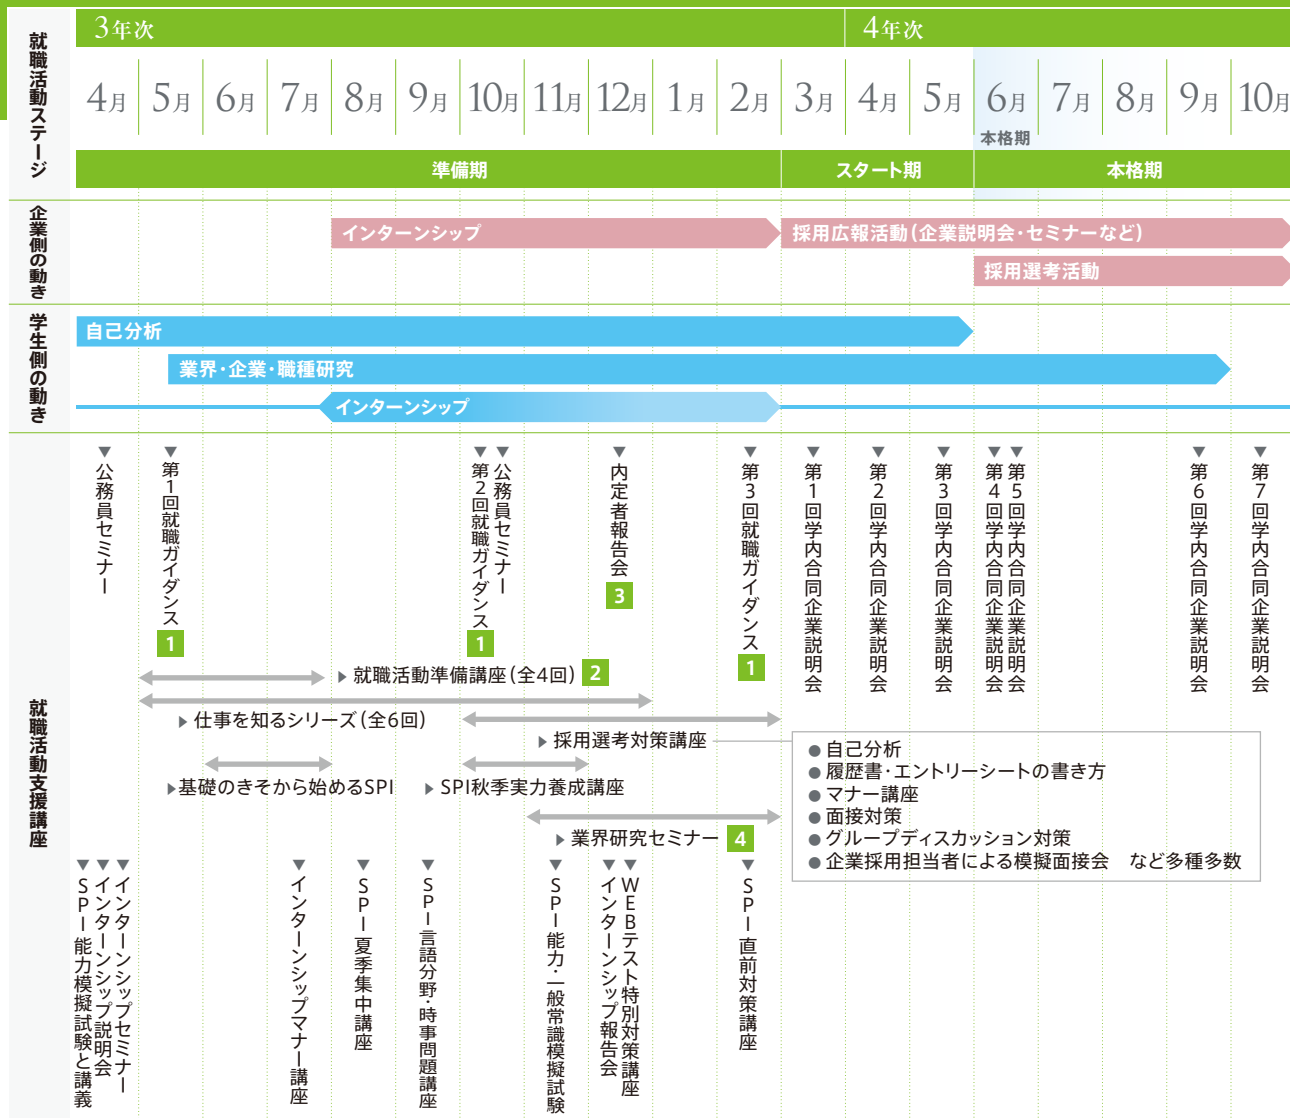 就職活動ステージ
3年次
4年次
4月
5月
6月
7月
8月
9月
10月
11月
12月
1月
2月
3月
4月
5月
6月
7月
8月
9月
10月
本格期
準備期
スタート期
本格期
企業側の動き
インターンシップ
採用広報活動(企業説明会・セミナーなど)
採用選考活動
学生側の動き
自己分析
業界・企業・職種研究
インターンシップ
就職活動支援講座
▼公務員セミナー
▼第1回就職ガイダンス 1
▼第2回就職ガイダンス 1
▼公務員セミナー
▼内定者報告会 3
▼第3回就職ガイダンス 1
▼第1回学内合同企業説明会
▼第2回学内合同企業説明会
▼第3回学内合同企業説明会
▼第4回学内合同企業説明会
▼第5回学内合同企業説明会
▼第6回学内合同企業説明会
▼第7回学内合同企業説明会
▶就職活動準備講座(全4回) 2
▶仕事を知るシリーズ(全6回)
▶採用選考対策講座
▶基礎のきそから始めるSPI
▶SPI秋季実力養成講座
▶業界研究セミナー 4
●自己分析
●履歴書・エントリーシートの書き方
●マナー講座
●面接対策
●グループディスカッション対策
●企業採用担当者による模擬面接会 など多種多数
▼SPI能力模擬試験と講義
▼インターンシップ説明会
▼インターンシップセミナー
▼インターンシップマナー講座
▼SPI夏季集中講座
▼SPI言語分野・時事問題講座
▼SPI能力・一般常識模擬試験
▼インターンシップ報告会
▼WEBテスト特別対策講座
▼SPI直前対策講座